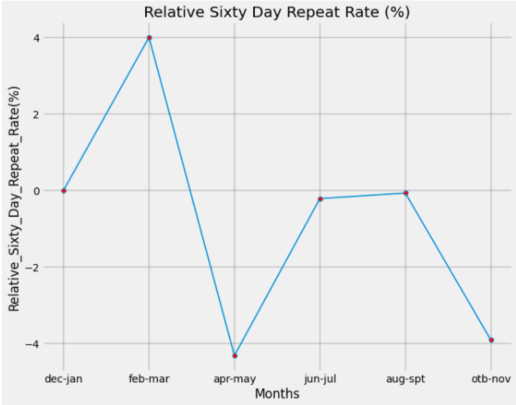 Relative Sixty Day Repeat Rate (%)
Relative_Sixty_Day_Repeat_Rate(%)
4
2
0
−2
−4
dec-jan feb-mar apr-may jun-jul aug-spt otb-nov
Months